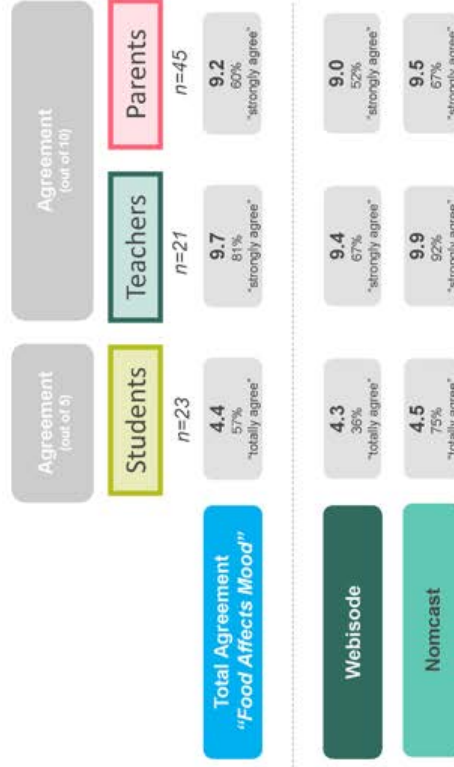 Agreement
(out of 5)
Agreement
(out of 10)
Students
Teachers
Parents
n=23
n=21
n=45
Total Agreement
“Food Affects Mood”
4.4
57%
"totally agree"
9.7
81%
"strongly agree"
9.2
60%
"strongly agree"
Webisode
4.3
36%
"totally agree"
9.4
67%
"strongly agree"
9.0
52%
"strongly agree"
Nomcast
4.5
75%
"totally agree"
9.9
92%
"strongly agree"
9.5
67%
"strongly agree"